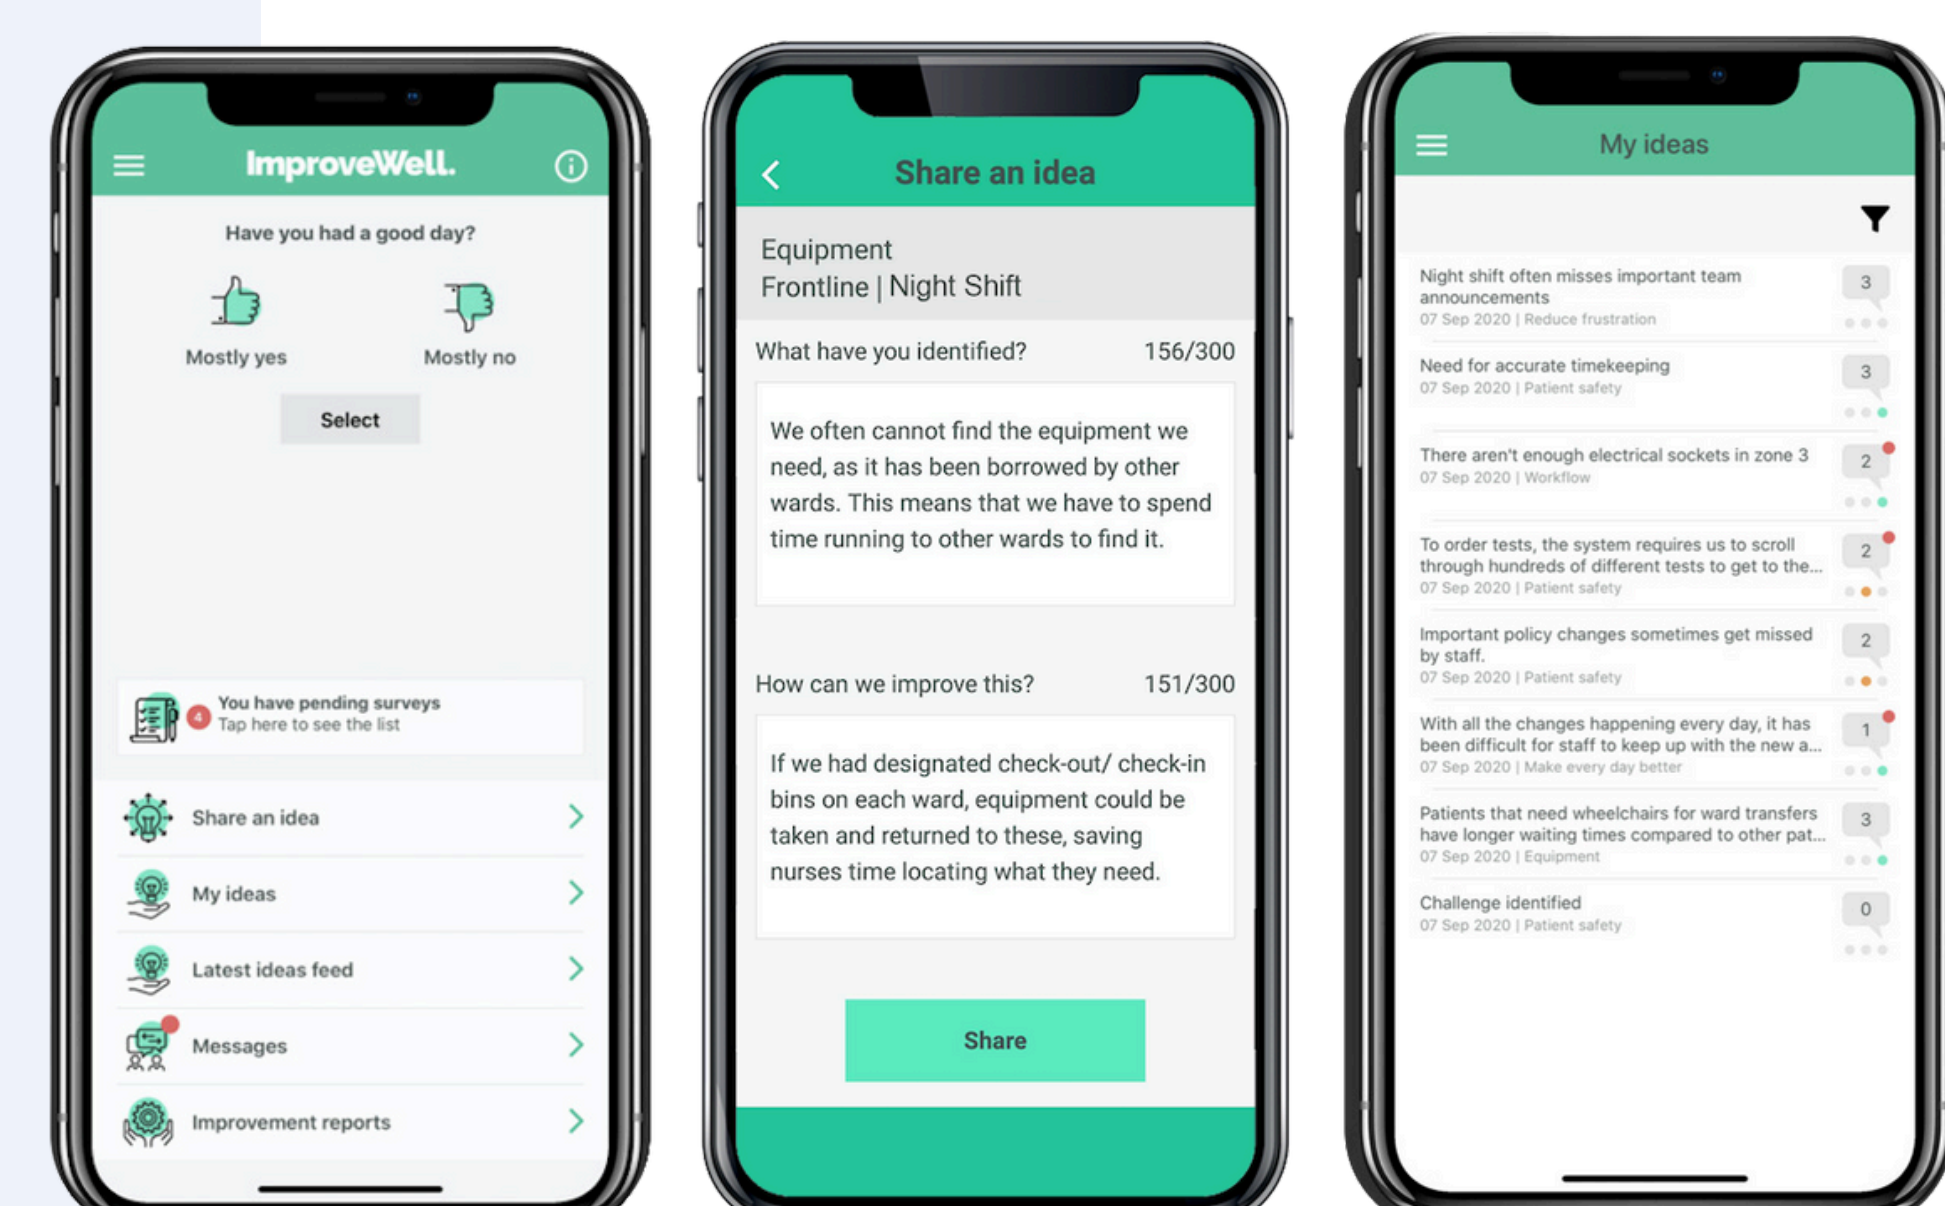 ImproveWell.
Have you had a good day?
Mostly yes
Mostly no
Select
4
You have pending surveys
Tap here to see the list
Share an idea
My ideas
Latest ideas feed
Messages
Improvement reports
Share an idea
Equipment
Frontline | Night Shift
What have you identified? 156/300
We often cannot find the equipment we
need, as it has been borrowed by other
wards. This means that we have to spend
time running to other wards to find it.
How can we improve this? 151/300
If we had designated check-out/ check-in
bins on each ward, equipment could be
taken and returned to these, saving
nurses time locating what they need.
Share
My ideas
Night shift often misses important team
announcements
07 Sep 2020 | Reduce frustration
3
Need for accurate timekeeping
07 Sep 2020 | Patient safety
3
There aren't enough electrical sockets in zone 3
07 Sep 2020 | Workflow
2
To order tests, the system requires us to scroll
through hundreds of different tests to get to the...
07 Sep 2020 | Patient safety
2
Important policy changes sometimes get missed
by staff.
07 Sep 2020 | Patient safety
2
With all the changes happening every day, it has
been difficult for staff to keep up with the new a...
07 Sep 2020 | Make every day better
1
Patients that need wheelchairs for ward transfers
have longer waiting times compared to other pat...
07 Sep 2020 | Equipment
3
Challenge identified
07 Sep 2020 | Patient safety
0